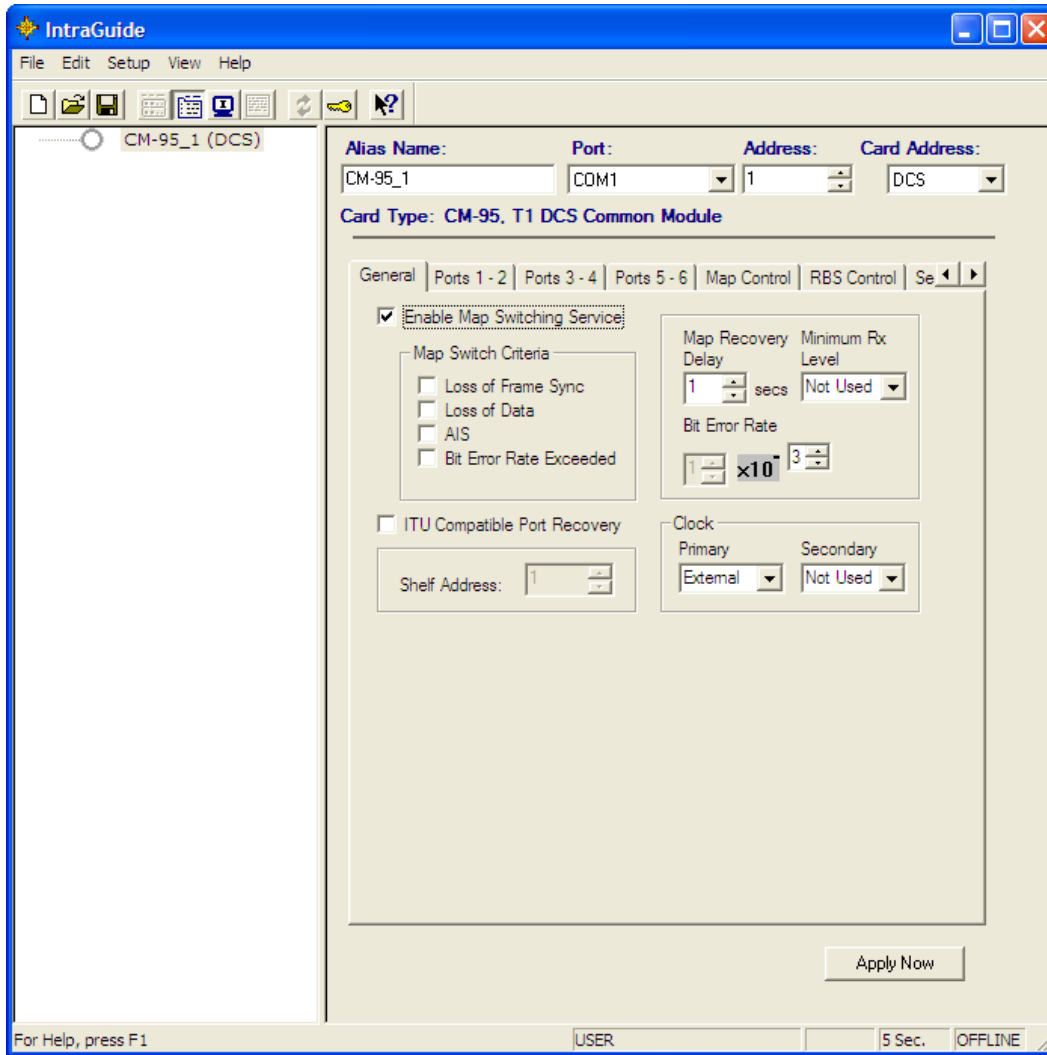 IntraGuide
File Edit Setup View Help
CM-95_1 (DCS)
Alias Name: Port: Address: Card Address:
CM-95_1 COM1 1 DCS
Card Type: CM-95, T1 DCS Common Module
General Ports 1 - 2 Ports 3 - 4 Ports 5 - 6 Map Control RBS Control Se
Enable Map Switching Service
Map Switch Criteria
Loss of Frame Sync
Loss of Data
AIS
Bit Error Rate Exceeded
Map Recovery Delay
Minimum Rx Level
1 secs Not Used
Bit Error Rate
1 x10 - 3
ITU Compatible Port Recovery
Shelf Address: 1
Clock
Primary Secondary
External Not Used
Apply Now
For Help, press F1 USER 5 Sec. OFFLINE